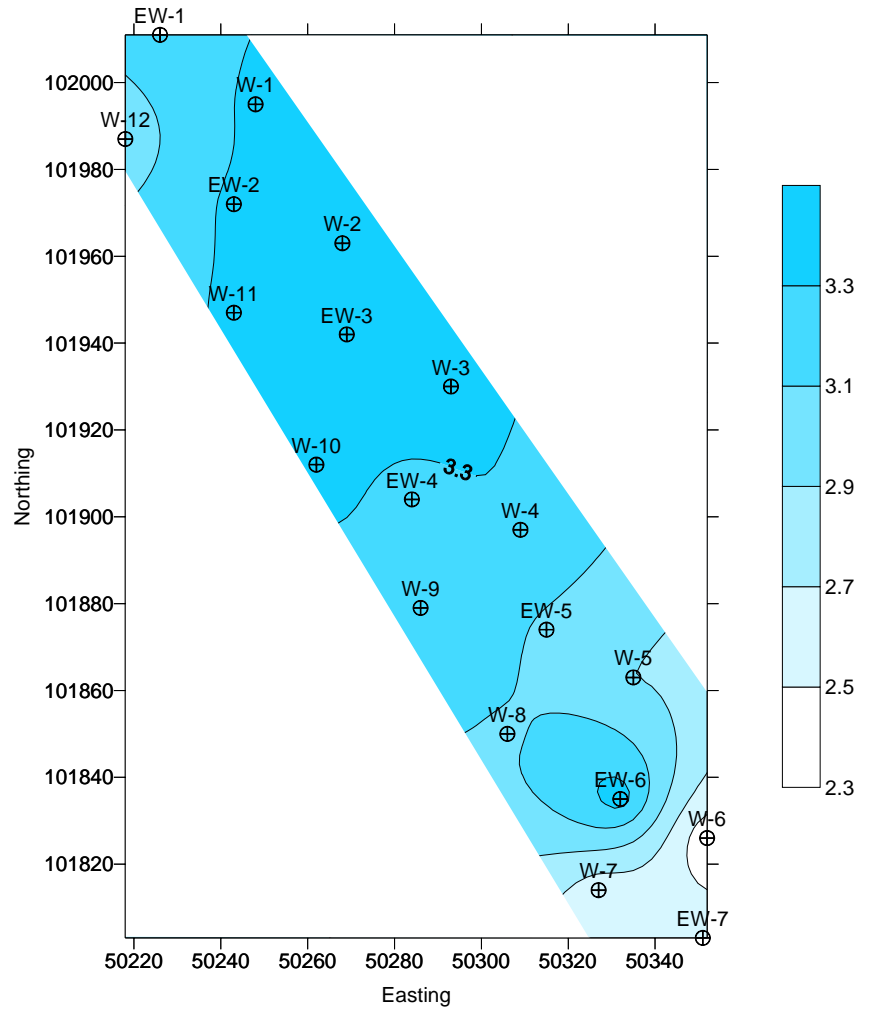 EW-1
102000
W-1
W-12
101980
EW-2
W-2
101960
W-11
EW-3
101940
W-3
101920
W-10
3.3
EW-4
W-4
101900
W-9
101880
EW-5
W-5
101860
W-8
101840
EW-6
W-6
101820
W-7
EW-7
50220 50240 50260 50280 50300 50320 50340
Northing
Easting
3.3
3.1
2.9
2.7
2.5
2.3